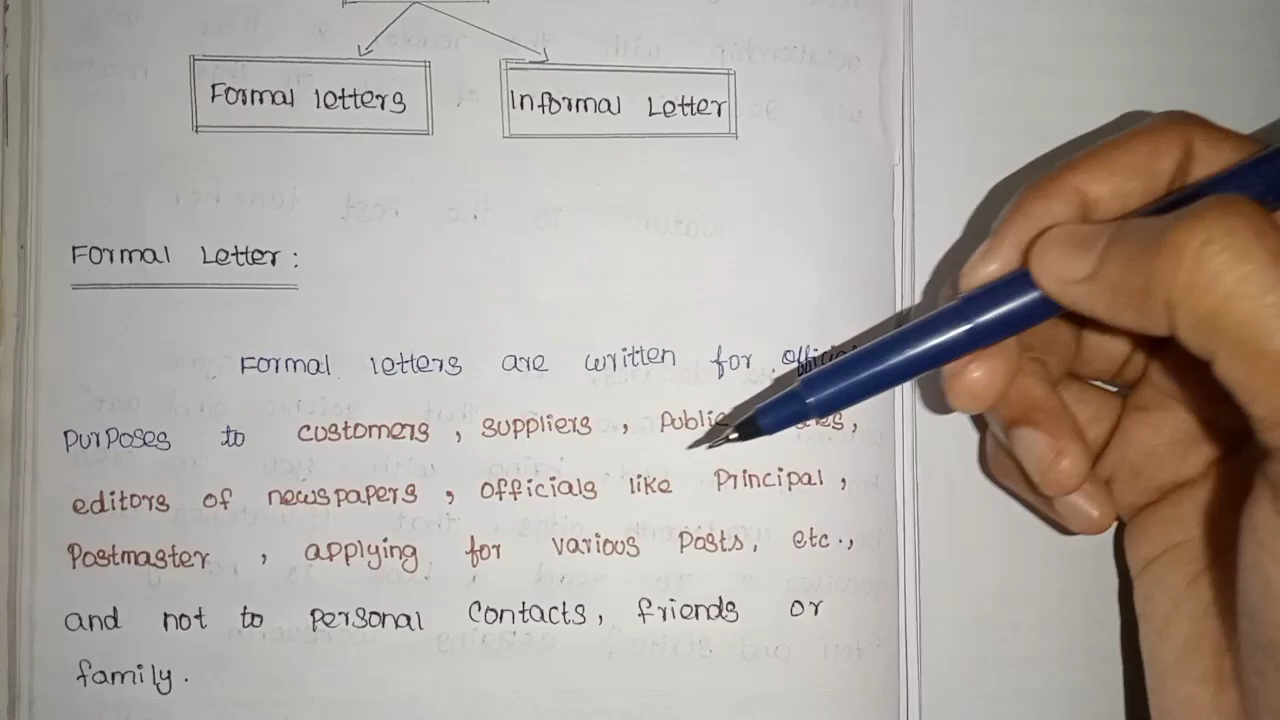 Formal letters
Informal Letter
Formal Letter:
Formal letters are written for
purposes to customers, suppliers,
editors of newspapers, officials like Principal,
Postmaster, applying for various posts, etc.,
and not to personal contacts, friends or
family.